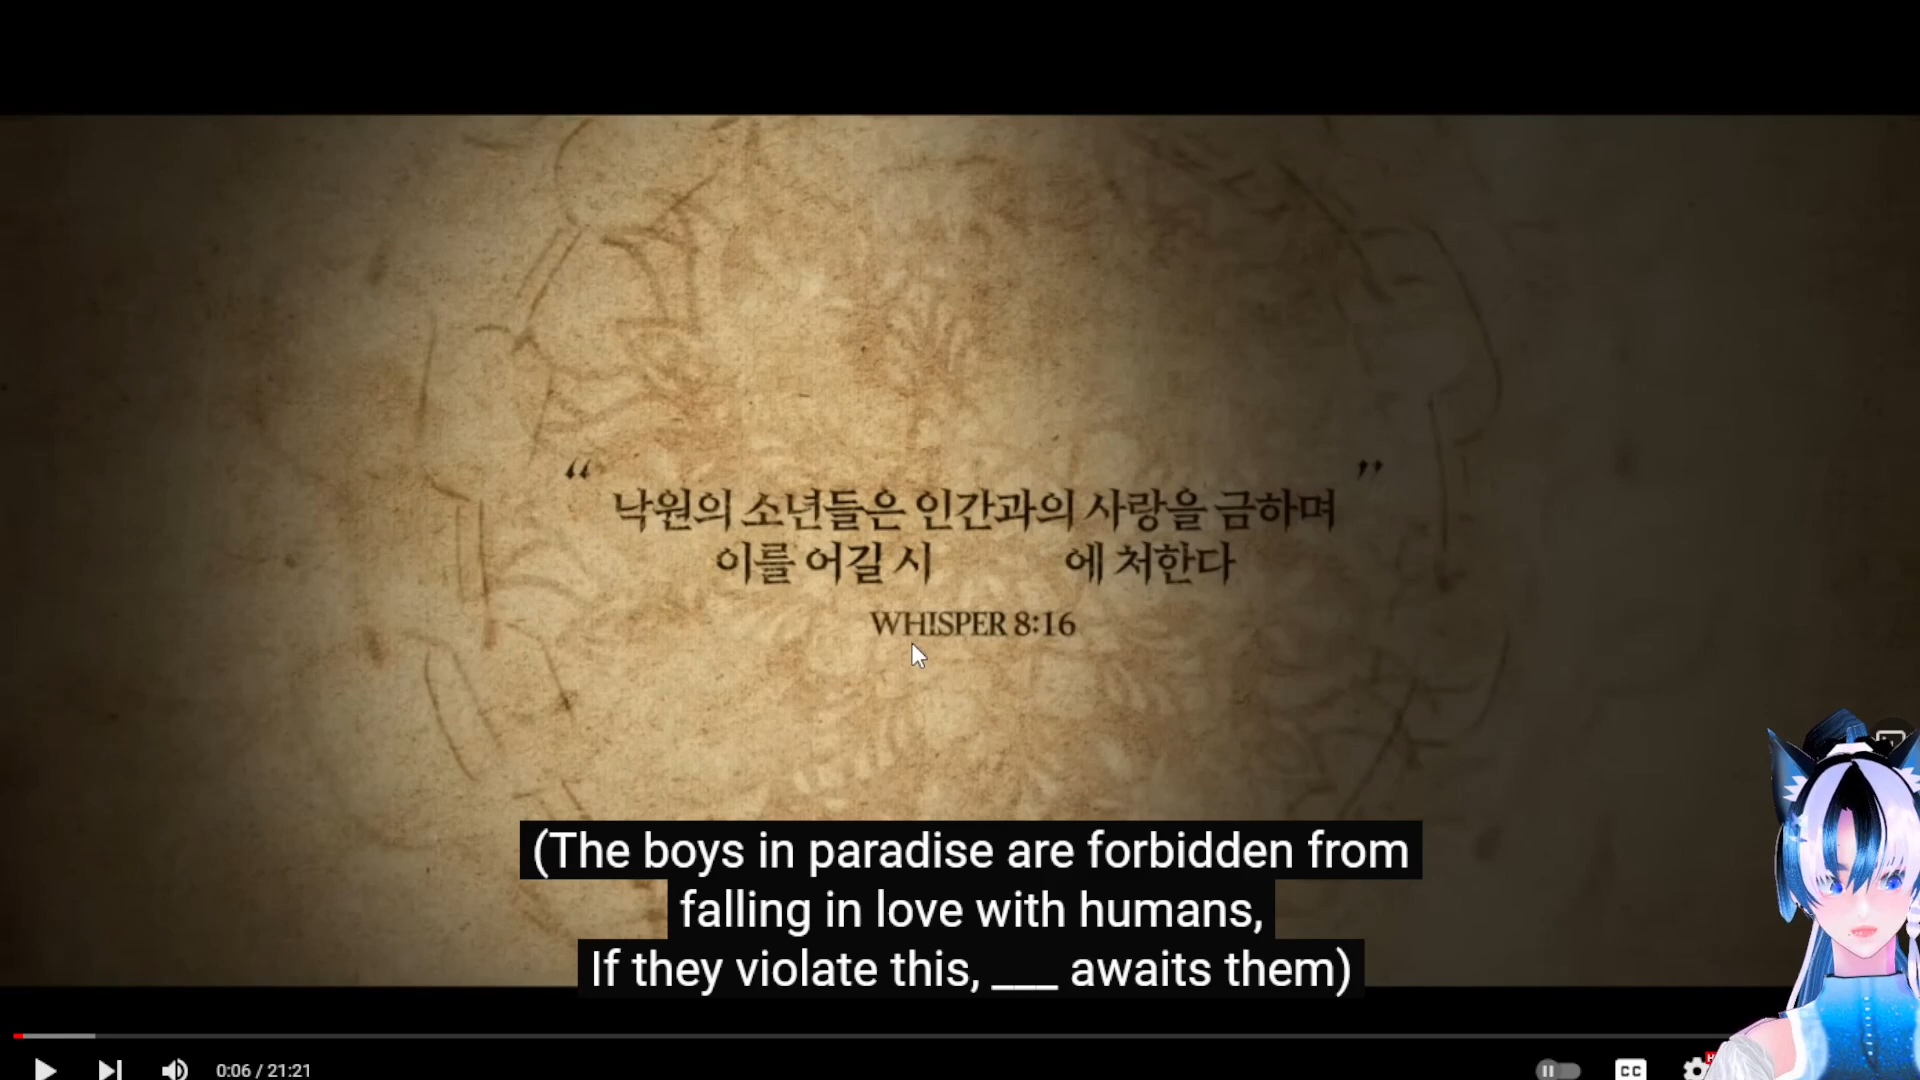 “ ”
낙원의 소년들은 인간과의 사랑을 금하며
이를 어길 시 에 처한다
WHISPER 8:16
(The boys in paradise are forbidden from
falling in love with humans,
If they violate this, ___ awaits them)
0:06 / 21:21
CC